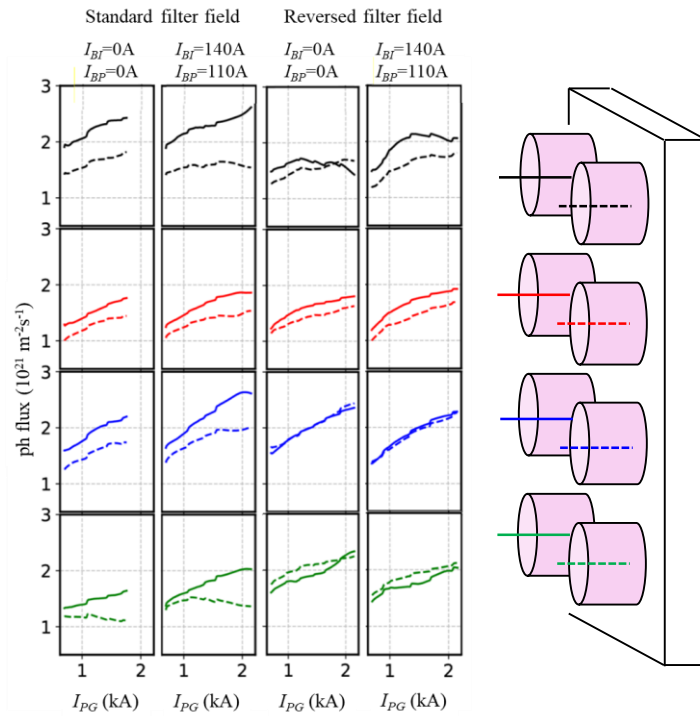 Standard filter field Reversed filter field
I_BI=0A I_BI=140A I_BI=0A I_BI=140A
I_BP=0A I_BP=110A I_BP=0A I_BP=110A
3
2
1
3
2
1
3
2
1
3
2
1
ph flux (10²¹ m⁻²s⁻¹)
1 2 1 2 1 2 1 2
I_PG (kA) I_PG (kA) I_PG (kA) I_PG (kA)